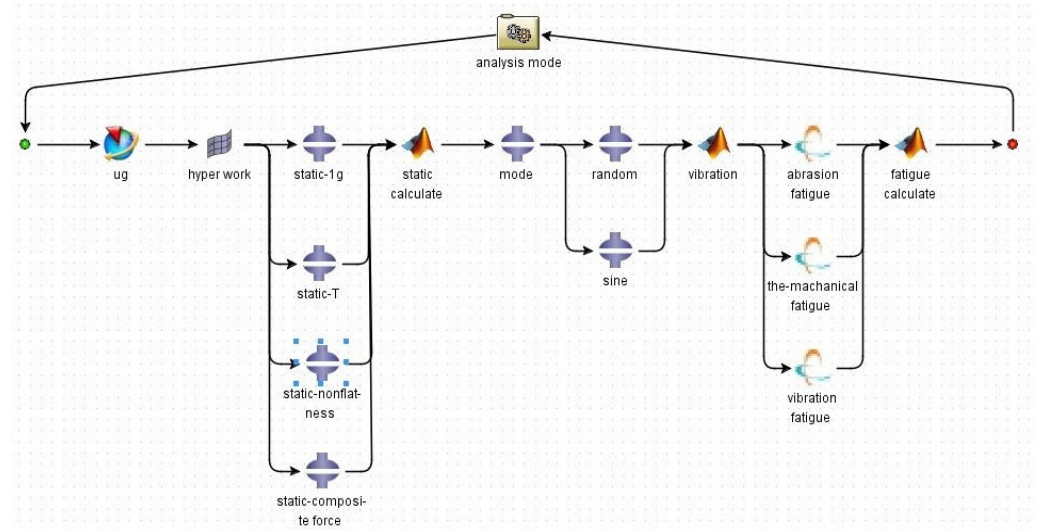 analysis mode
ug
hyper work
static-1g
static
calculate
mode
random
vibration
abrasion
fatigue
fatigue
calculate
static-T
sine
the-machanical
fatigue
static-nonflat-
ness
vibration
fatigue
static-composi-
te force